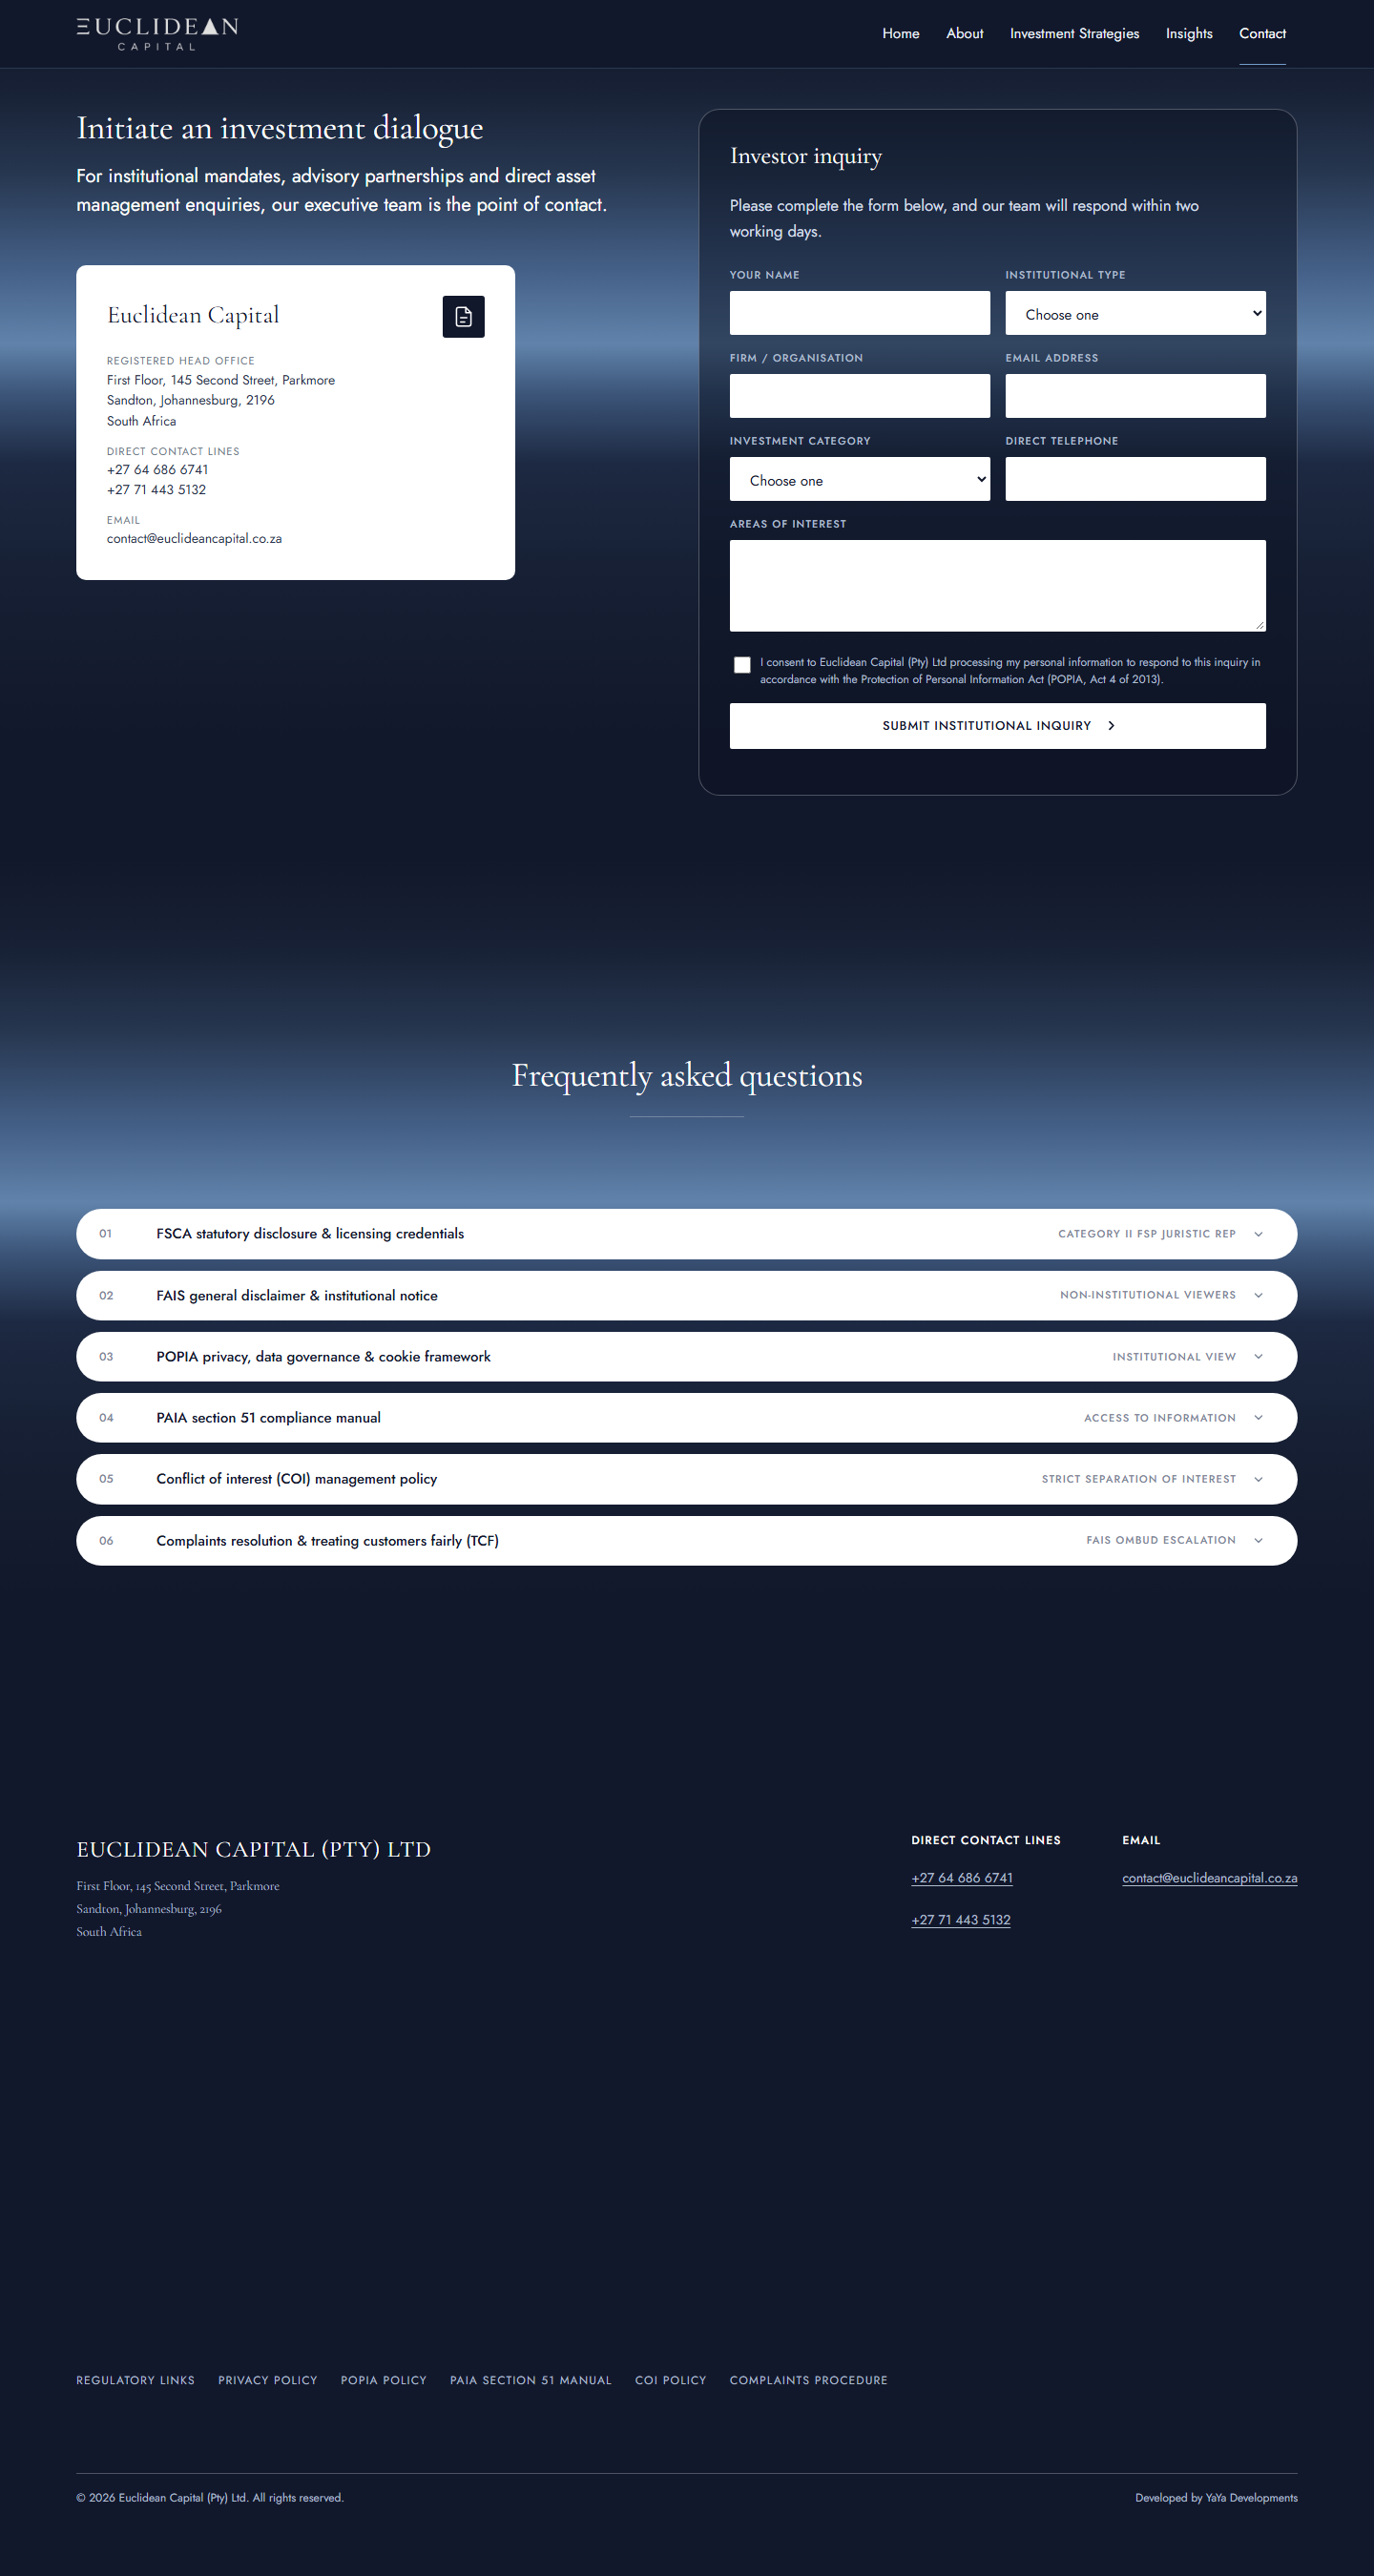 EUCLIDEAN
CAPITAL
Home About Investment Strategies Insights Contact
Initiate an investment dialogue
For institutional mandates, advisory partnerships and direct asset
management enquiries, our executive team is the point of contact.
Euclidean Capital
REGISTERED HEAD OFFICE
First Floor, 145 Second Street, Parkmore
Sandton, Johannesburg, 2196
South Africa
DIRECT CONTACT LINES
+27 64 686 6741
+27 71 443 5132
EMAIL
contact@euclideancapital.co.za
Investor inquiry
Please complete the form below, and our team will respond within two
working days.
YOUR NAME INSTITUTIONAL TYPE
Choose one
FIRM / ORGANISATION EMAIL ADDRESS
INVESTMENT CATEGORY DIRECT TELEPHONE
Choose one
AREAS OF INTEREST
I consent to Euclidean Capital (Pty) Ltd processing my personal information to respond to this inquiry in
accordance with the Protection of Personal Information Act (POPIA, Act 4 of 2013).
SUBMIT INSTITUTIONAL INQUIRY
Frequently asked questions
01 FSCA statutory disclosure & licensing credentials CATEGORY II FSP JURISTIC REP
02 FAIS general disclaimer & institutional notice NON-INSTITUTIONAL VIEWERS
03 POPIA privacy, data governance & cookie framework INSTITUTIONAL VIEW
04 PAIA section 51 compliance manual ACCESS TO INFORMATION
05 Conflict of interest (COI) management policy STRICT SEPARATION OF INTEREST
06 Complaints resolution & treating customers fairly (TCF) FAIS OMBUD ESCALATION
EUCLIDEAN CAPITAL (PTY) LTD
First Floor, 145 Second Street, Parkmore
Sandton, Johannesburg, 2196
South Africa
DIRECT CONTACT LINES
+27 64 686 6741
+27 71 443 5132
EMAIL
contact@euclideancapital.co.za
REGULATORY LINKS PRIVACY POLICY POPIA POLICY PAIA SECTION 51 MANUAL COI POLICY COMPLAINTS PROCEDURE
© 2026 Euclidean Capital (Pty) Ltd. All rights reserved. Developed by YaYa Developments